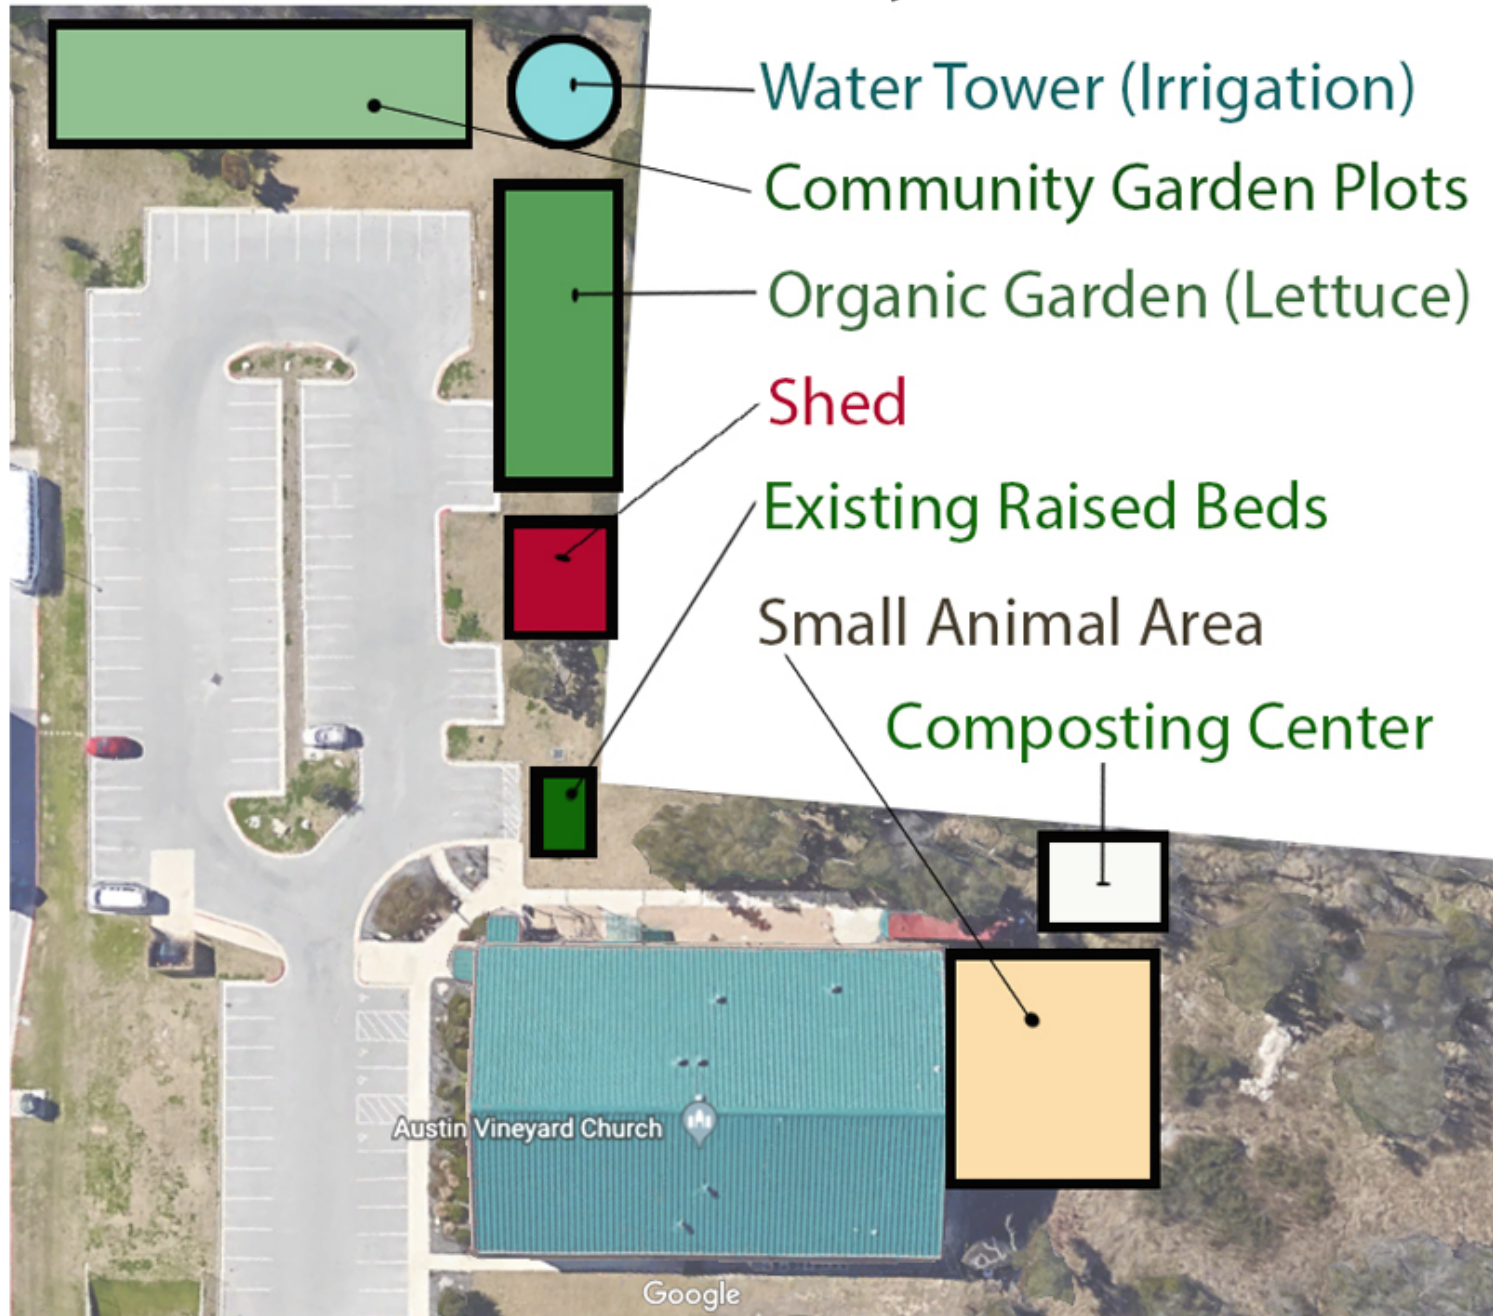 Water Tower (Irrigation)
Community Garden Plots
Organic Garden (Lettuce)
Shed
Existing Raised Beds
Small Animal Area
Composting Center
Austin Vineyard Church
Google